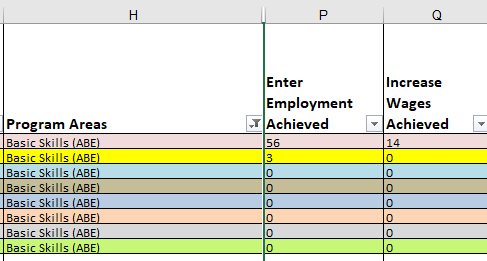 H P Q
Enter Increase
Employment Wages
Program Areas Achieved Achieved
Basic Skills (ABE) 56 14
Basic Skills (ABE) 3 0
Basic Skills (ABE) 0 0
Basic Skills (ABE) 0 0
Basic Skills (ABE) 0 0
Basic Skills (ABE) 0 0
Basic Skills (ABE) 0 0
Basic Skills (ABE) 0 0